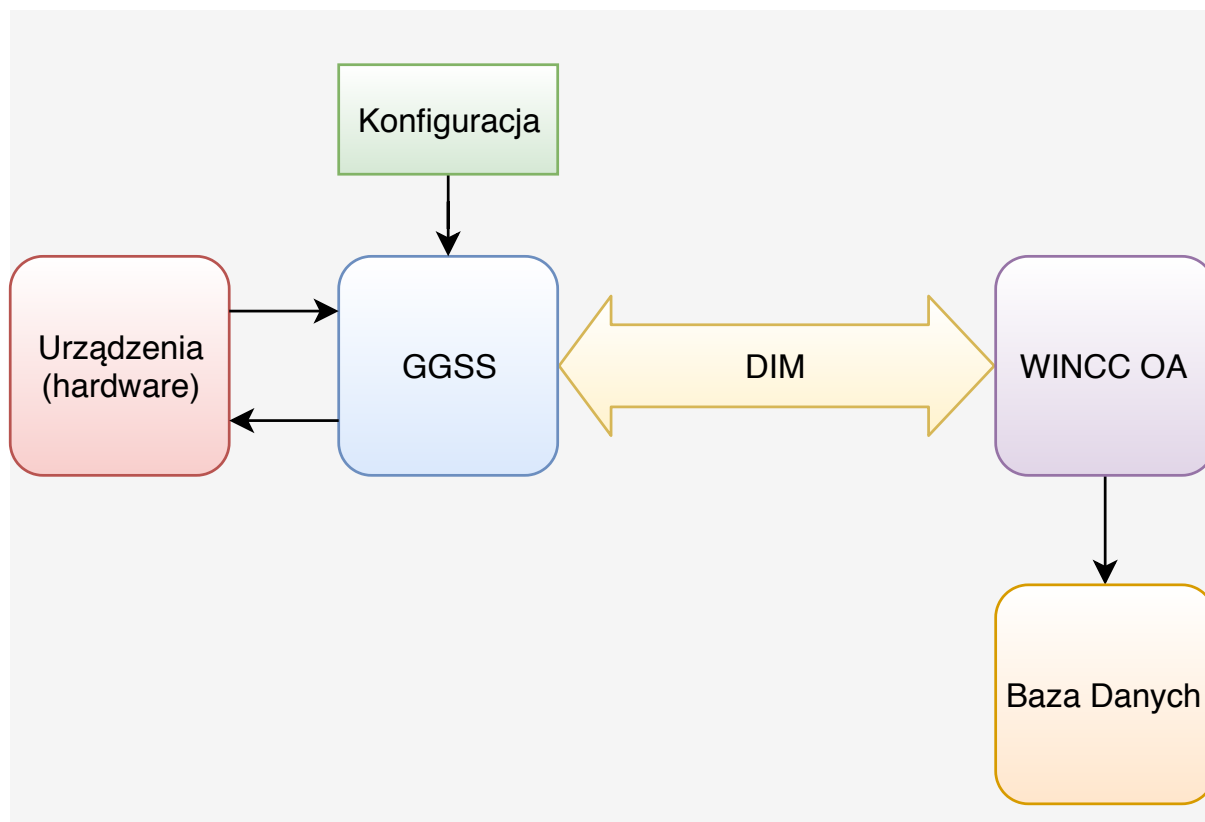 Konfiguracja
Urządzenia
(hardware)
GGSS
DIM
WINCC OA
Baza Danych